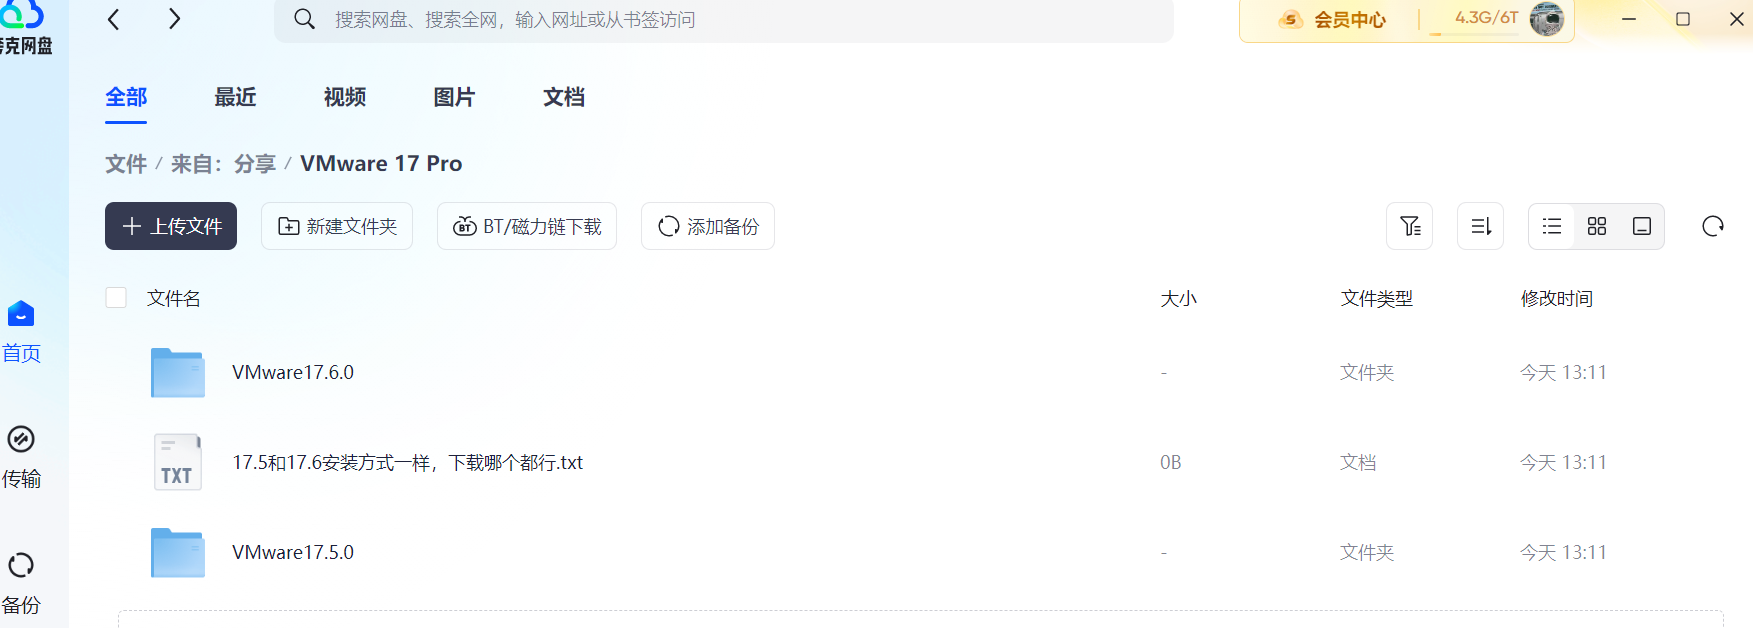 搜索网盘、搜索全网，输入网址或从书签访问
会员中心
4.3G/6T
夸克网盘
全部 最近 视频 图片 文档
文件 / 来自：分享 / VMware 17 Pro
上传文件 新建文件夹 BT/磁力链下载 添加备份
文件名 大小 文件类型 修改时间
首页
VMware17.6.0 - 文件夹 今天 13:11
传输
TXT
17.5和17.6安装方式一样，下载哪个都行.txt 0B 文档 今天 13:11
VMware17.5.0 - 文件夹 今天 13:11
备份